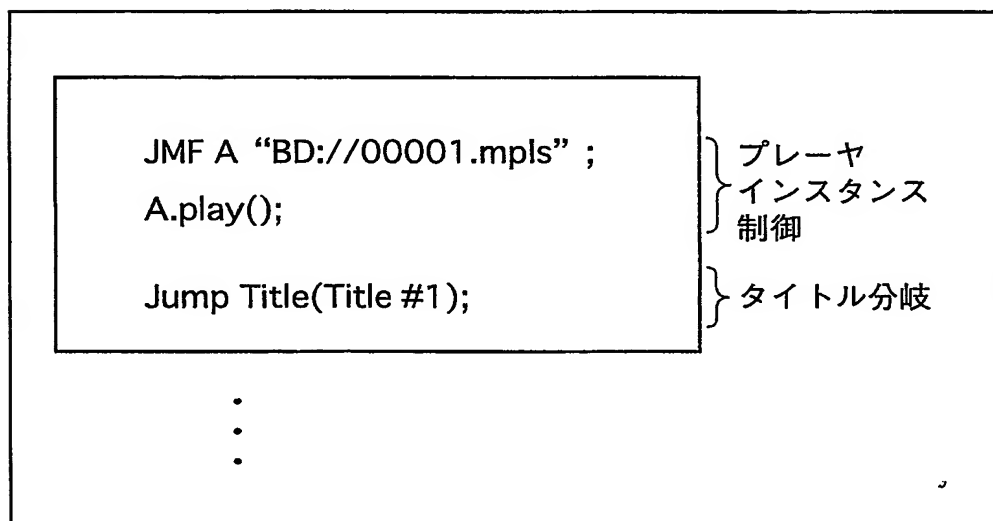 JMF A “BD://00001.mpls” ;
A.play();
プレーヤ
インスタンス
制御
Jump Title(Title #1);
タイトル分岐